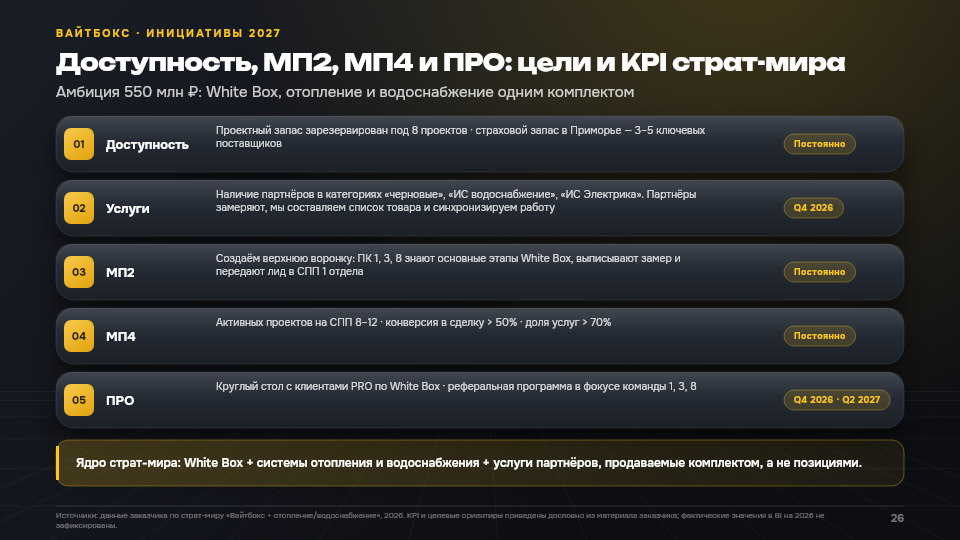 ВАЙТБОКС · ИНИЦИАТИВЫ 2027
Доступность, МП2, МП4 и ПРО: цели и KPI страт-мира
Амбиция 550 млн ₽: White Box, отопление и водоснабжение одним комплектом
01
Доступность
Проектный запас зарезервирован под 8 проектов · страховой запас в Приморье — 3–5 ключевых
поставщиков
Постоянно
02
Услуги
Наличие партнёров в категориях «черновые», «ИС водоснабжение», «ИС Электрика». Партнёры
замеряют, мы составляем список товара и синхронизируем работу
Q4 2026
03
МП2
Создаём верхнюю воронку: ПК 1, 3, 8 знают основные этапы White Box, выписывают замер и
передают лид в СПП 1 отдела
Постоянно
04
МП4
Активных проектов на СПП 8–12 · конверсия в сделку > 50% · доля услуг > 70%
Постоянно
05
ПРО
Круглый стол с клиентами PRO по White Box · реферальная программа в фокусе команды 1, 3, 8
Q4 2026 · Q2 2027
Ядро страт-мира: White Box + системы отопления и водоснабжения + услуги партнёров, продаваемые комплектом, а не позициями.
Источники: данные заказчика по страт-миру «Вайтбокс + отопление/водоснабжение», 2026. KPI и целевые ориентиры приведены дословно из материала заказчика; фактические значения в BI на 2026 не
зафиксированы.
26